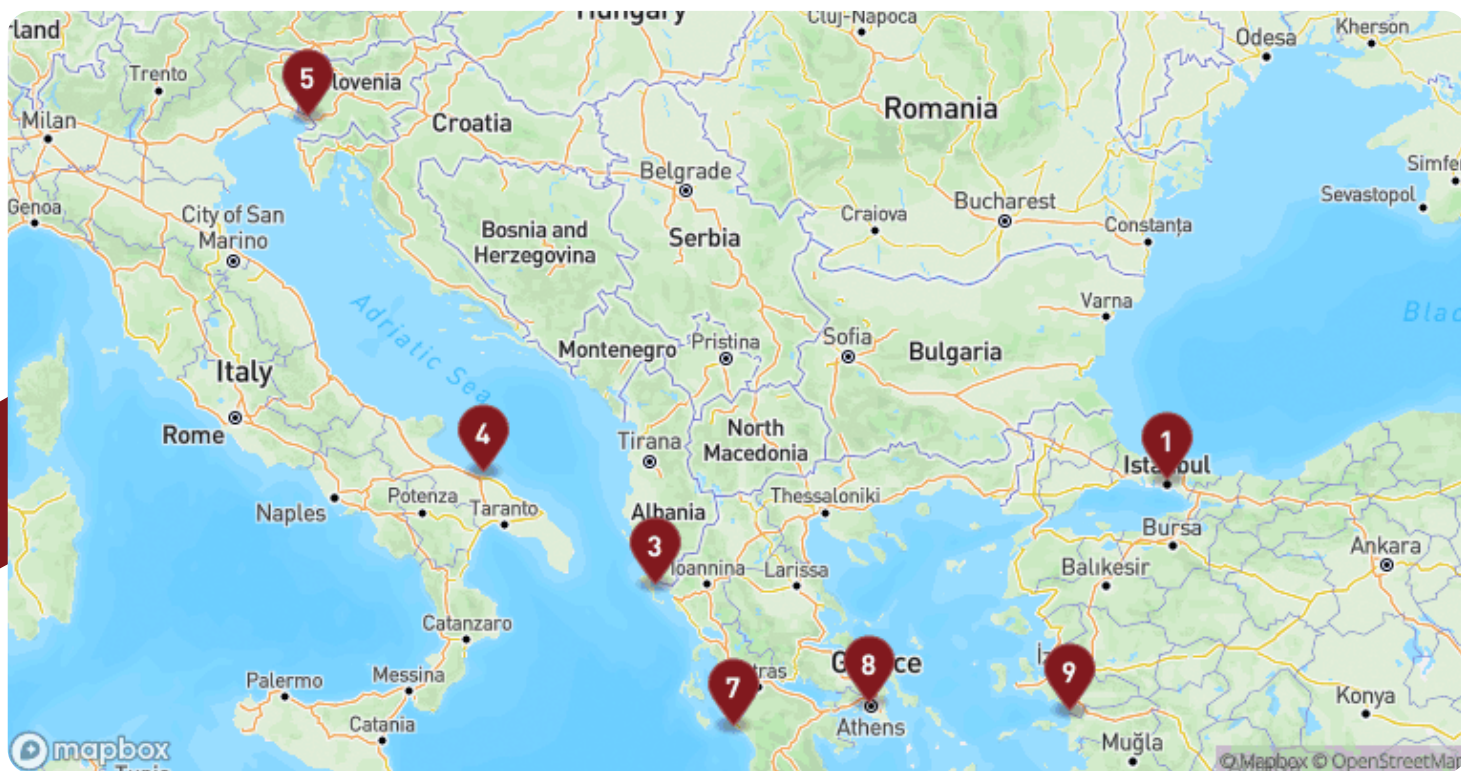 Hungary
Cluj-Napoca
Kherson
rland
Odesa
Trento
5
lovenia
Romania
Milan
Croatia
Belgrade
Simfe
Sevastopol
Craiova
Bucharest
Genoa
City of San
Marino
Constanța
Bosnia and
Herzegovina
Serbia
Adriatic Sea
Varna
Blac
Montenegro
Pristina
Sofia
Bulgaria
Italy
Rome
4
Tirana
North
Macedonia
1
Istanbul
Naples
Potenza
Taranto
Albania
Thessaloniki
Bursa
3
Ioannina
Larissa
Balıkesir
Ankara
Catanzaro
Palermo
Messina
7
tras
8
G
ce
İz
9
Konya
Catania
Athens
Muğla
mapbox
© Mapbox © OpenStreetMap